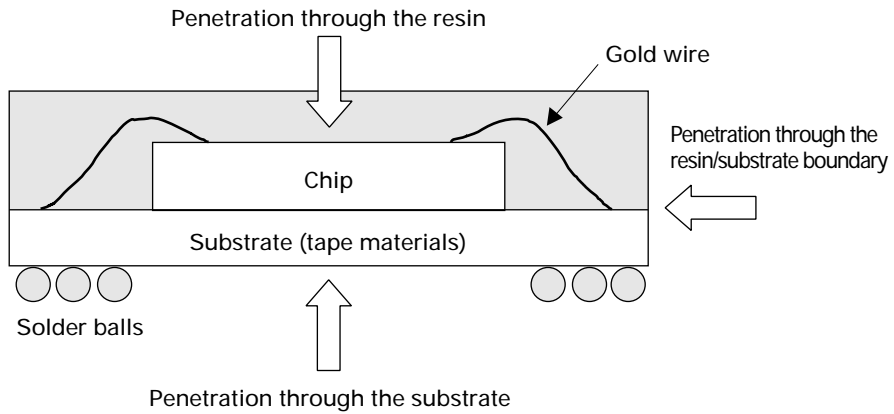 Penetration through the resin
Gold wire
Penetration through the
resin/substrate boundary
Chip
Substrate (tape materials)
Solder balls
Penetration through the substrate